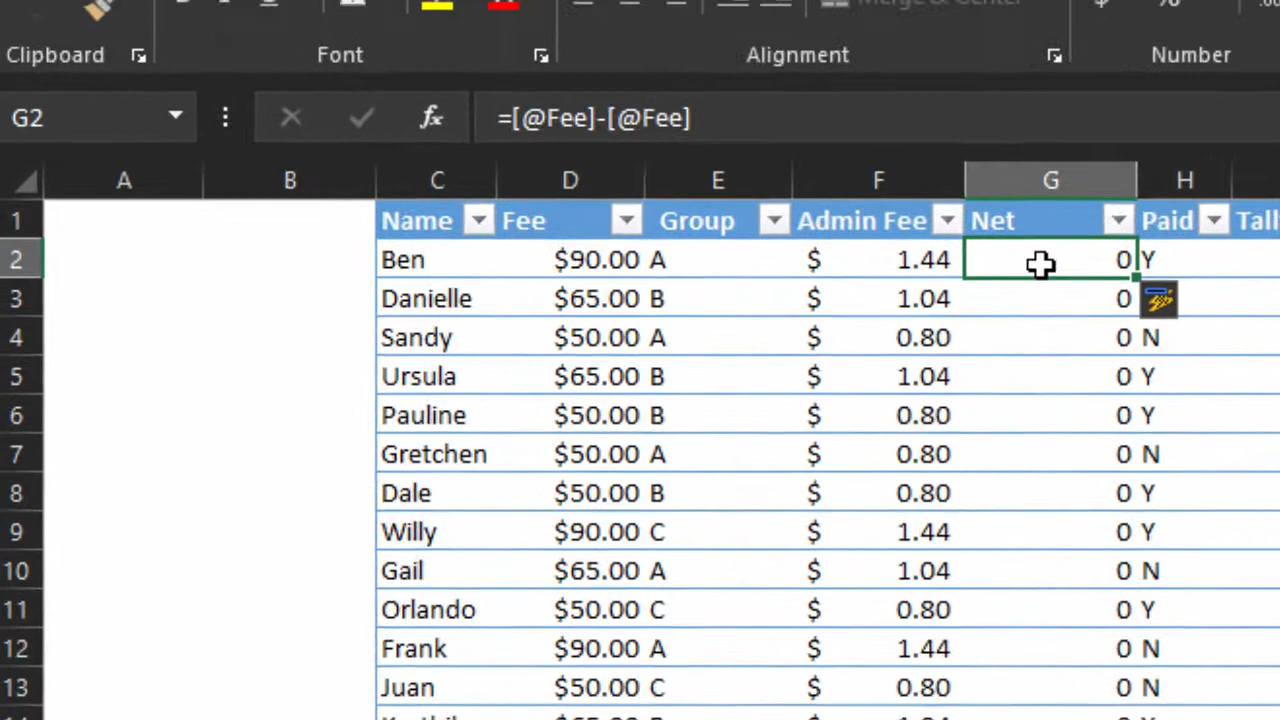 Merge & Center
$ %
Clipboard Font Alignment Number
G2 fx =[@Fee]-[@Fee]
A B C D E F G H
1 Name Fee Group Admin Fee Net Paid Tall
2 Ben $90.00 A $ 1.44 0 Y
3 Danielle $65.00 B $ 1.04 0
4 Sandy $50.00 A $ 0.80 0 N
5 Ursula $65.00 B $ 1.04 0 Y
6 Pauline $50.00 B $ 0.80 0 Y
7 Gretchen $50.00 A $ 0.80 0 N
8 Dale $50.00 B $ 0.80 0 Y
9 Willy $90.00 C $ 1.44 0 Y
10 Gail $65.00 A $ 1.04 0 N
11 Orlando $50.00 C $ 0.80 0 Y
12 Frank $90.00 A $ 1.44 0 N
13 Juan $50.00 C $ 0.80 0 N